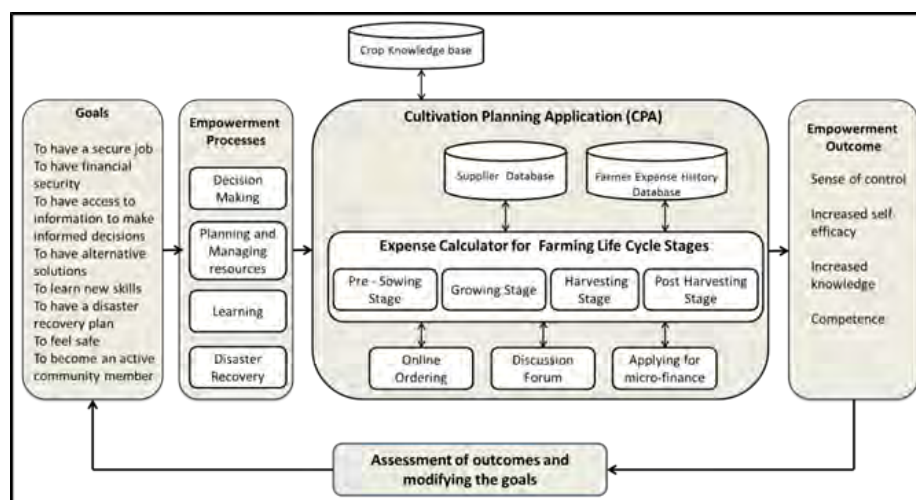 Crop Knowledge base
Goals
To have a secure job
To have financial
security
To have access to
information to make
informed decisions
To have alternative
solutions
To learn new skills
To have a disaster
recovery plan
To feel safe
To become an active
community member
Empowerment
Processes
Decision
Making
Planning and
Managing
resources
Learning
Disaster
Recovery
Cultivation Planning Application (CPA)
Supplier Database
Farmer Expense History
Database
Expense Calculator for Farming Life Cycle Stages
Pre - Sowing
Stage
Growing Stage
Harvesting
Stage
Post Harvesting
Stage
Online
Ordering
Discussion
Forum
Applying for
micro-finance
Empowerment
Outcome
Sense of control
Increased self
efficacy
Increased
knowledge
Competence
Assessment of outcomes and
modifying the goals